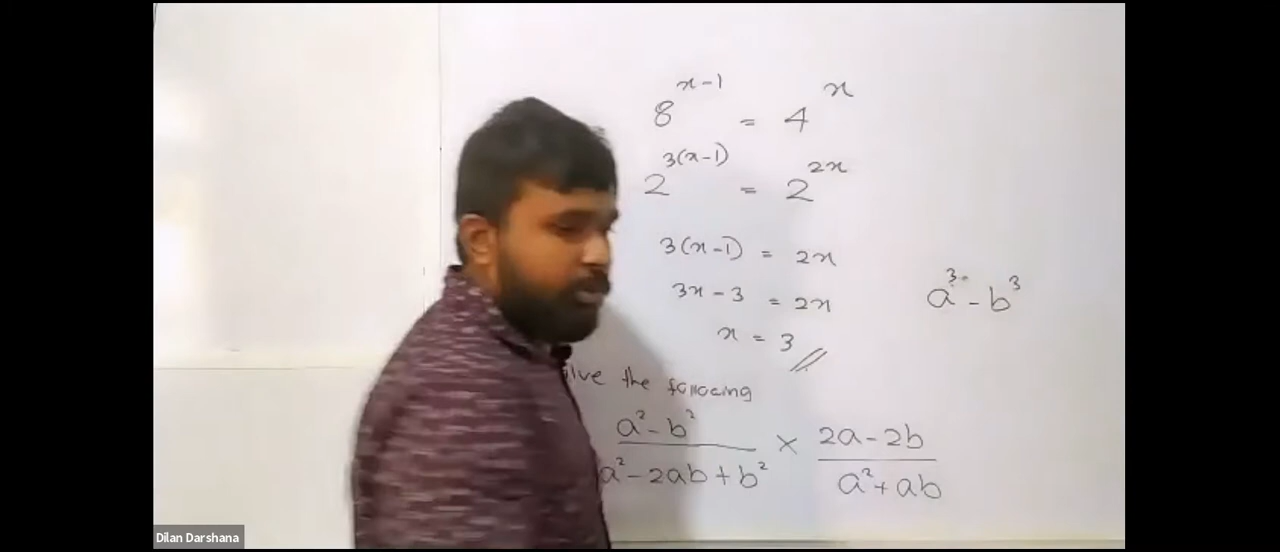 8^(x-1) = 4^x
2^(3(x-1)) = 2^(2x)
3(x-1) = 2x
3x - 3 = 2x
x = 3
a³ - b³
the following
a² - b² × 2a - 2b
a² - 2ab + b² a² + ab
Dilan Darshana